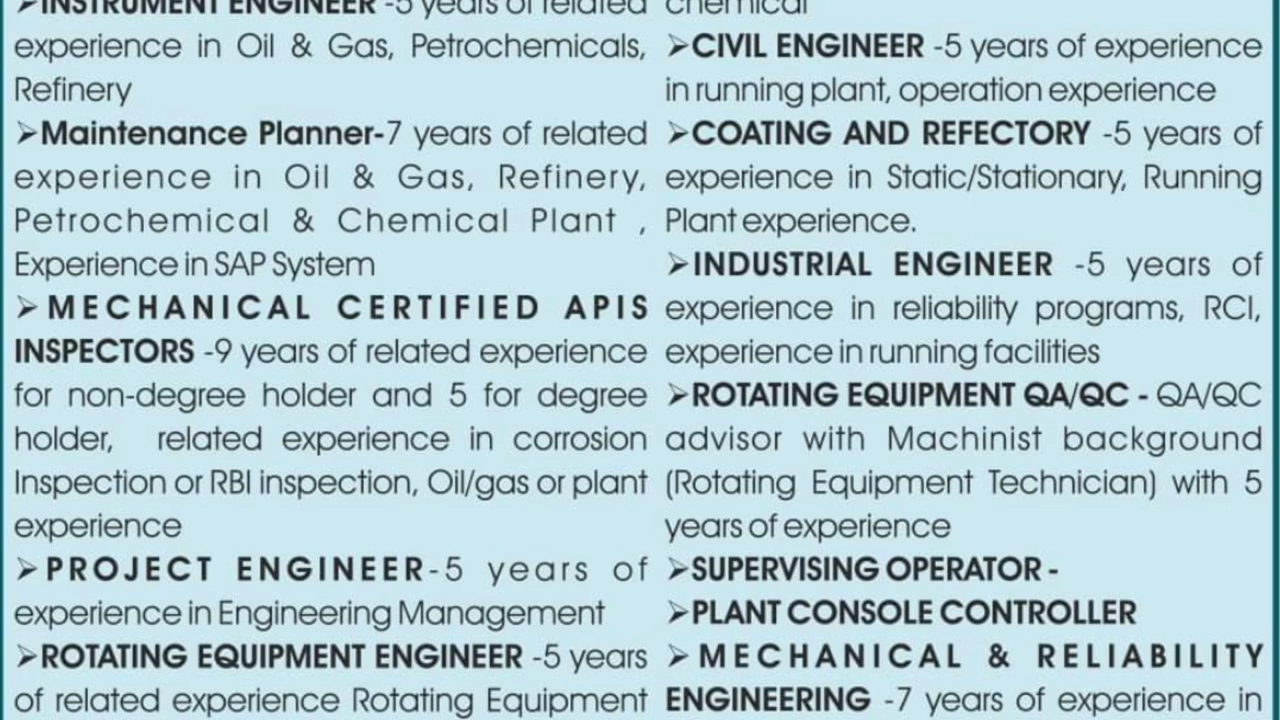 ➢INSTRUMENT ENGINEER -5 years of related
experience in Oil & Gas, Petrochemicals,
Refinery
➢Maintenance Planner-7 years of related
experience in Oil & Gas, Refinery,
Petrochemical & Chemical Plant ,
Experience in SAP System
➢MECHANICAL CERTIFIED APIS
INSPECTORS -9 years of related experience
for non-degree holder and 5 for degree
holder, related experience in corrosion
Inspection or RBI inspection, Oil/gas or plant
experience
➢PROJECT ENGINEER-5 years of
experience in Engineering Management
➢ROTATING EQUIPMENT ENGINEER -5 years
of related experience Rotating Equipment
chemical
➢CIVIL ENGINEER -5 years of experience
in running plant, operation experience
➢COATING AND REFECTORY -5 years of
experience in Static/Stationary, Running
Plant experience.
➢INDUSTRIAL ENGINEER -5 years of
experience in reliability programs, RCI,
experience in running facilities
➢ROTATING EQUIPMENT QA/QC - QA/QC
advisor with Machinist background
(Rotating Equipment Technician) with 5
years of experience
➢SUPERVISING OPERATOR -
➢PLANT CONSOLE CONTROLLER
➢MECHANICAL & RELIABILITY
ENGINEERING -7 years of experience in